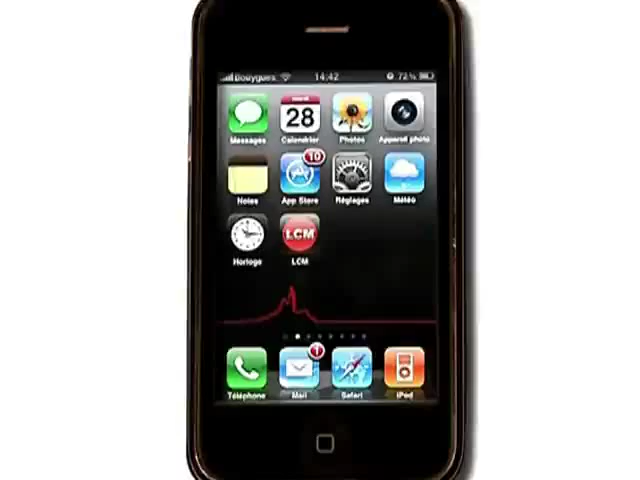 Bouygues 14:42 72 %
28
Messages Calendrier Photos Appareil photo
10
Notes App Store Réglages Météo
LCM
Horloge LCM
1
Téléphone Mail Safari iPod